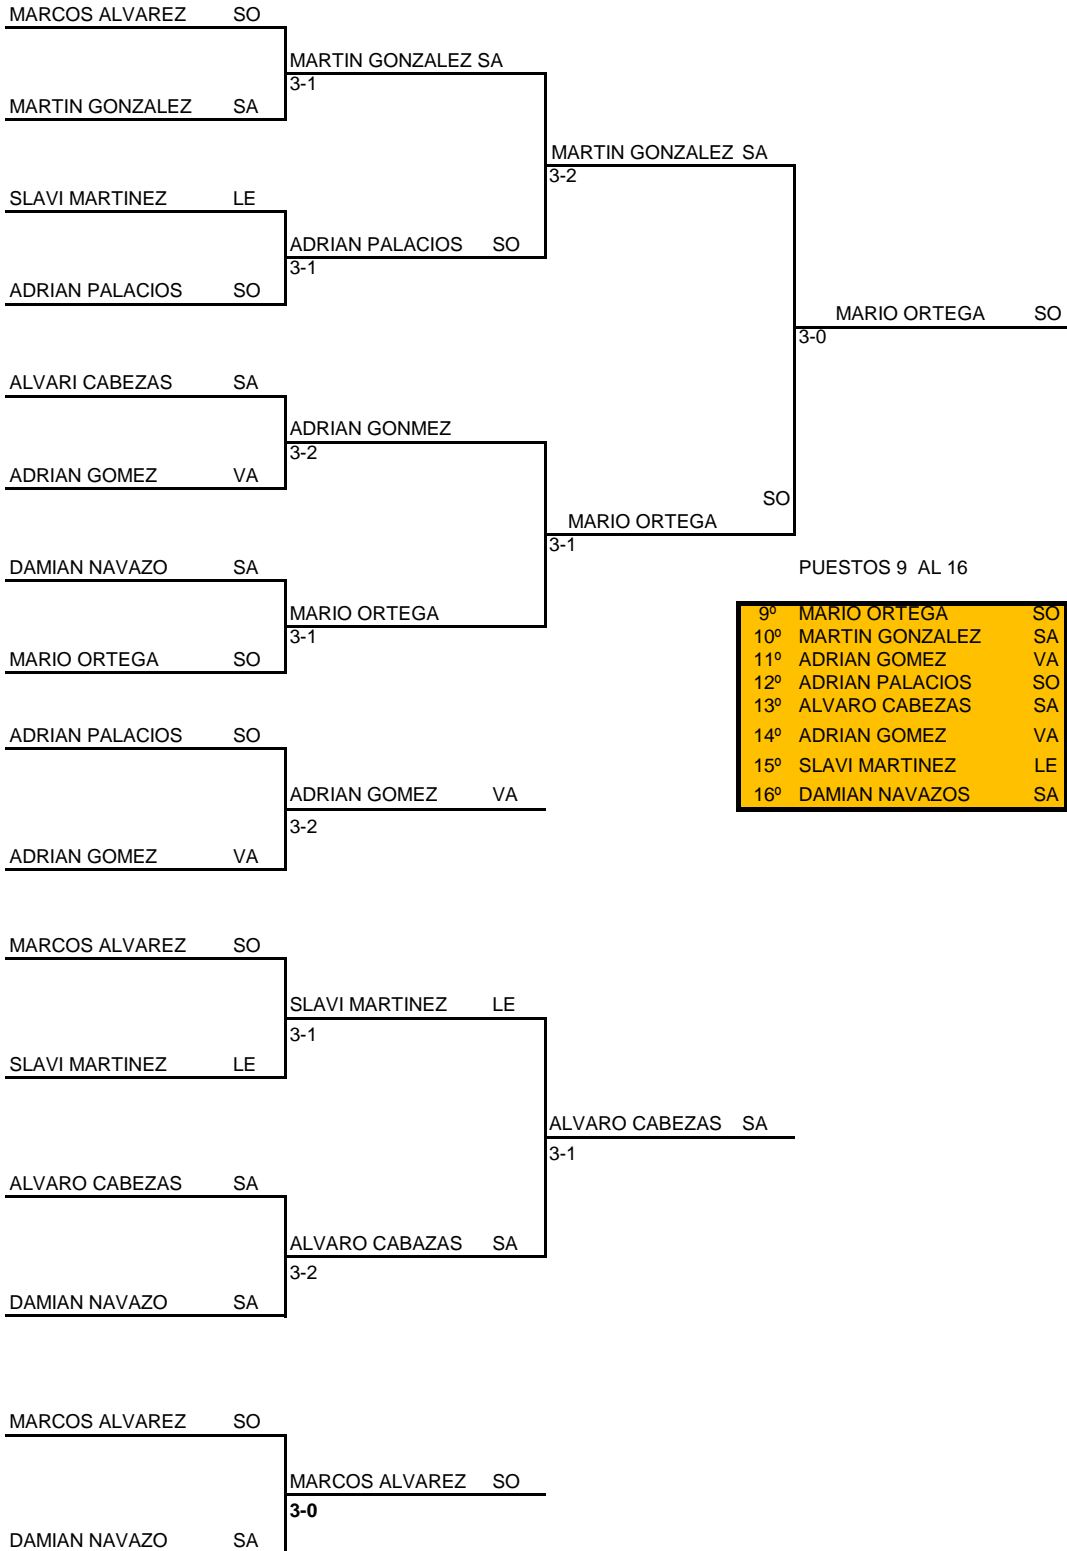 MARCOS ALVAREZ SO
MARTIN GONZALEZ SA
3-1
MARTIN GONZALEZ SA
MARTIN GONZALEZ SA
3-2
SLAVI MARTINEZ LE
ADRIAN PALACIOS SO
3-1
ADRIAN PALACIOS SO
MARIO ORTEGA SO
3-0
ALVARI CABEZAS SA
ADRIAN GONMEZ
3-2
ADRIAN GOMEZ VA
SO
MARIO ORTEGA
3-1
DAMIAN NAVAZO SA
MARIO ORTEGA
3-1
MARIO ORTEGA SO
PUESTOS 9 AL 16
9º MARIO ORTEGA SO
10º MARTIN GONZALEZ SA
11º ADRIAN GOMEZ VA
12º ADRIAN PALACIOS SO
13º ALVARO CABEZAS SA
14º ADRIAN GOMEZ VA
15º SLAVI MARTINEZ LE
16º DAMIAN NAVAZOS SA
ADRIAN PALACIOS SO
ADRIAN GOMEZ VA
3-2
ADRIAN GOMEZ VA
MARCOS ALVAREZ SO
SLAVI MARTINEZ LE
3-1
SLAVI MARTINEZ LE
ALVARO CABEZAS SA
3-1
ALVARO CABEZAS SA
ALVARO CABAZAS SA
3-2
DAMIAN NAVAZO SA
MARCOS ALVAREZ SO
MARCOS ALVAREZ SO
3-0
DAMIAN NAVAZO SA